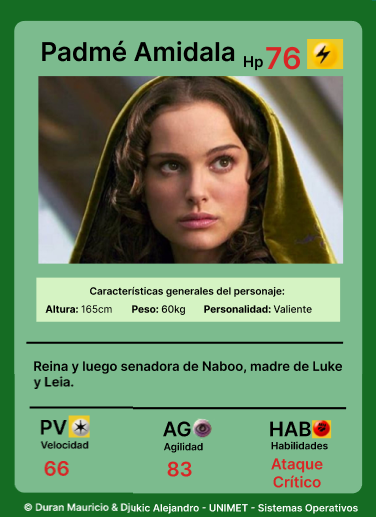 Padmé Amidala Hp 76
Características generales del personaje:
Altura: 165cm Peso: 60kg Personalidad: Valiente
Reina y luego senadora de Naboo, madre de Luke
y Leia.
PV AG HAB
Velocidad Agilidad Habilidades
66 83 Ataque
Crítico
© Duran Mauricio & Djukic Alejandro - UNIMET - Sistemas Operativos